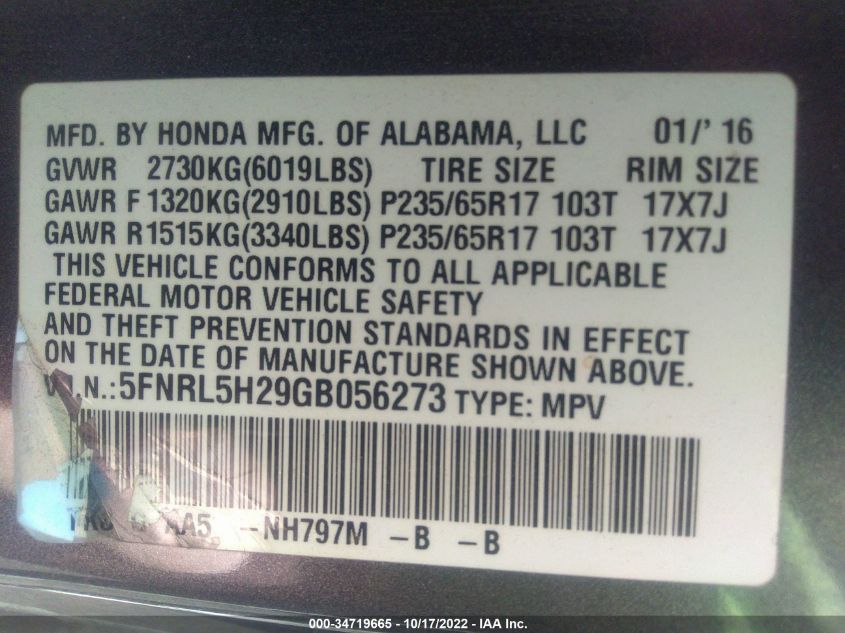 MFD. BY HONDA MFG. OF ALABAMA, LLC 01/' 16
GVWR 2730KG(6019LBS) TIRE SIZE RIM SIZE
GAWR F 1320KG(2910LBS) P235/65R17 103T 17X7J
GAWR R 1515KG(3340LBS) P235/65R17 103T 17X7J
THIS VEHICLE CONFORMS TO ALL APPLICABLE
FEDERAL MOTOR VEHICLE SAFETY
AND THEFT PREVENTION STANDARDS IN EFFECT
ON THE DATE OF MANUFACTURE SHOWN ABOVE.
V.I.N.:5FNRL5H29GB056273 TYPE: MPV
AA5 -NH797M -B -B
000-34719665 - 10/17/2022 - IAA Inc.